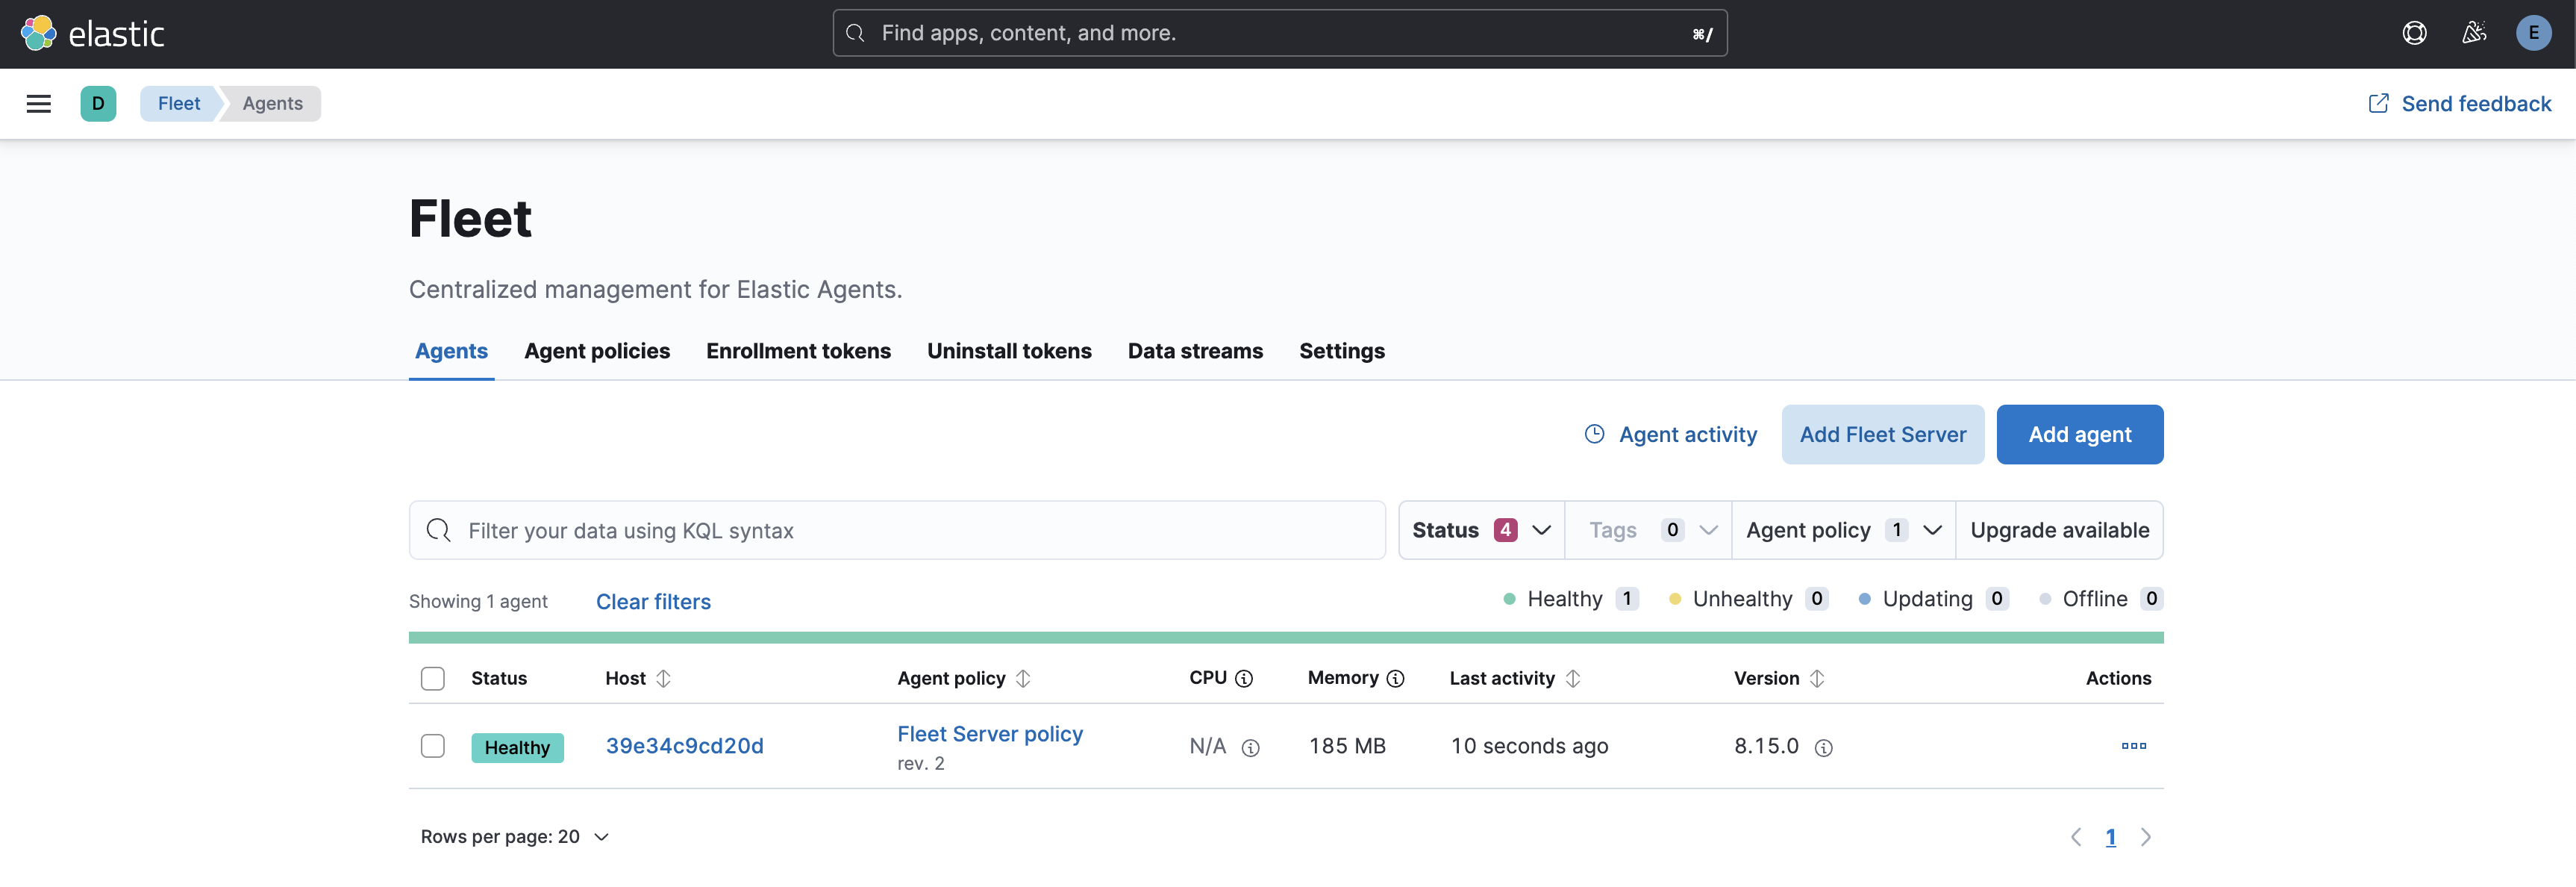 elastic
Find apps, content, and more.
⌘/
E
D
Fleet
Agents
Send feedback
Fleet
Centralized management for Elastic Agents.
Agents Agent policies Enrollment tokens Uninstall tokens Data streams Settings
Agent activity Add Fleet Server Add agent
Filter your data using KQL syntax
Status 4 Tags 0 Agent policy 1 Upgrade available
Showing 1 agent Clear filters Healthy 1 Unhealthy 0 Updating 0 Offline 0
Status Host Agent policy CPU Memory Last activity Version Actions
Healthy 39e34c9cd20d Fleet Server policy N/A 185 MB 10 seconds ago 8.15.0
rev. 2
Rows per page: 20 1